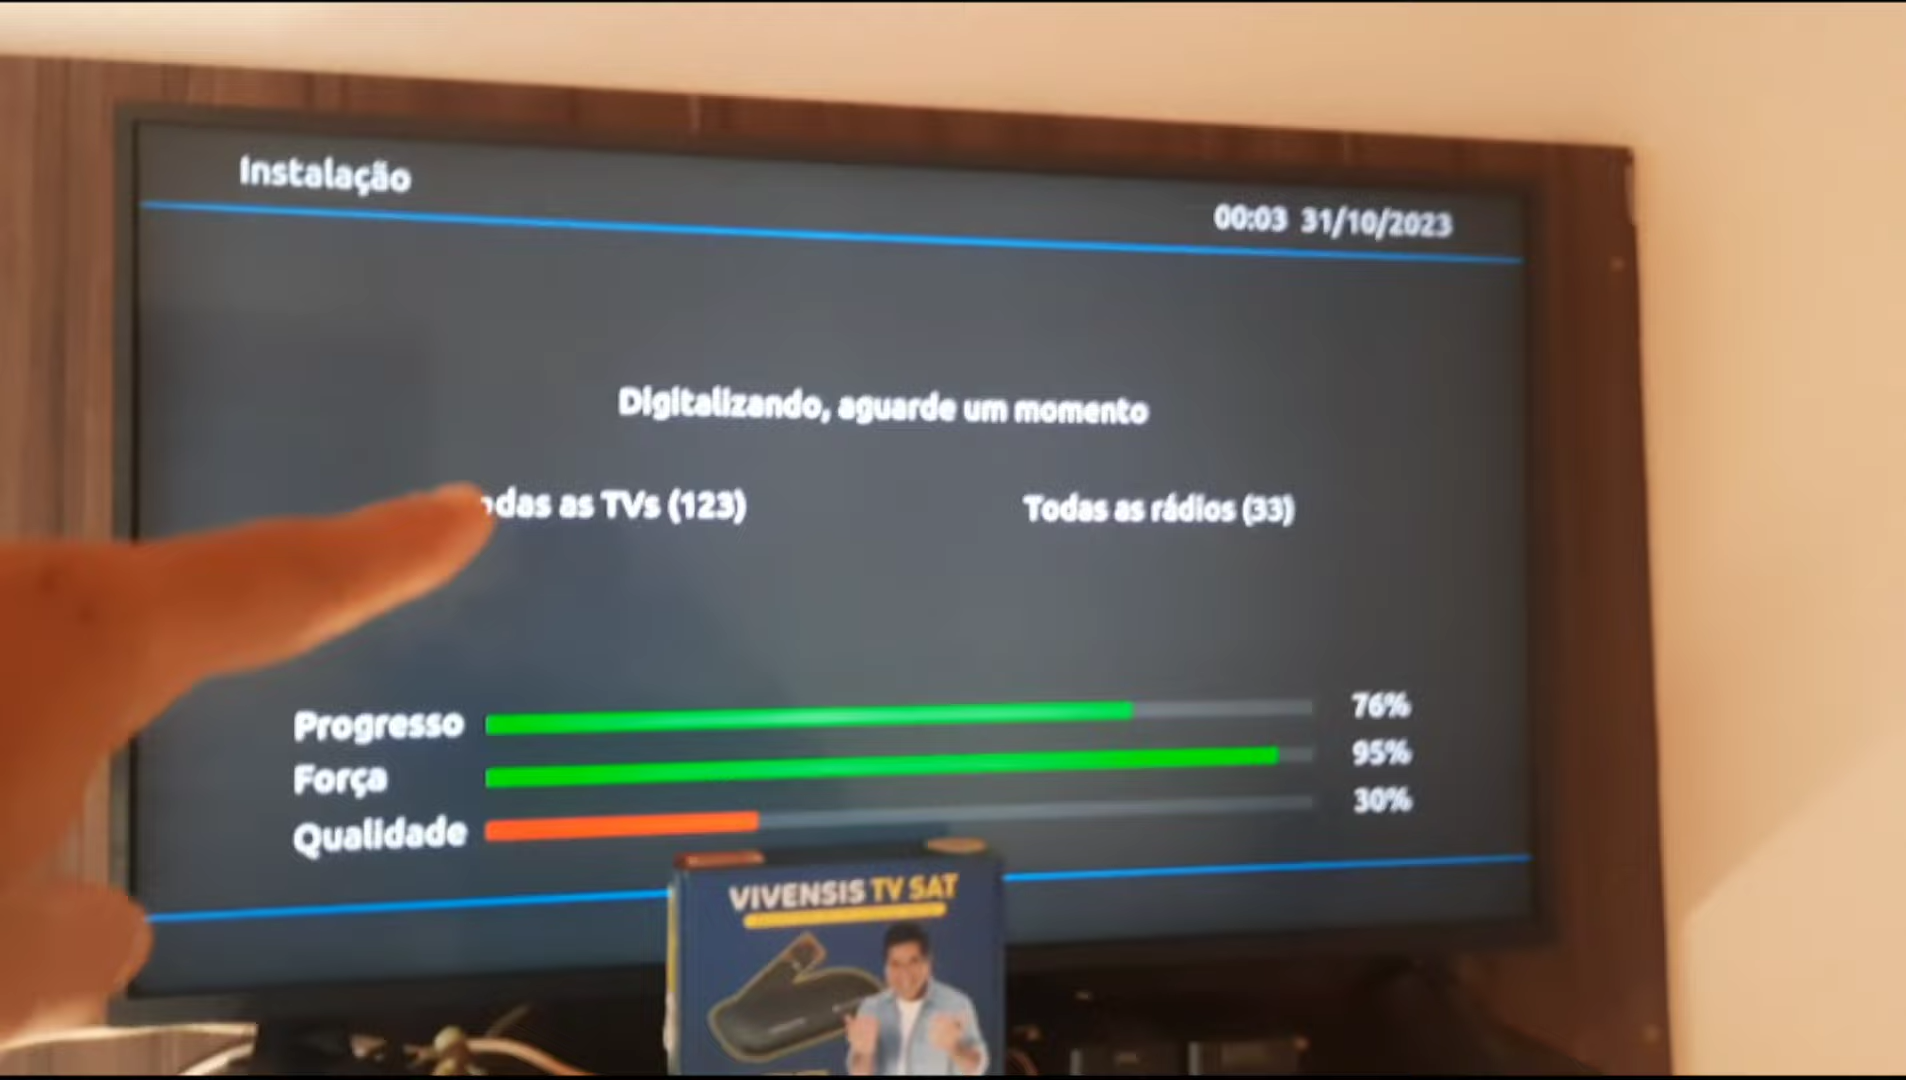 Instalação
00:03 31/10/2023
Digitalizando, aguarde um momento
odas as TVs (123)
Todas as rádios (33)
Progresso 76%
Força 95%
Qualidade 30%
VIVENSIS TV SAT